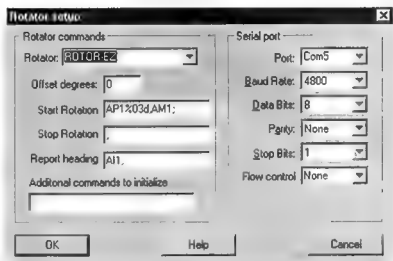 Rotator setup
Rotator commands
Rotator: ROTOR-EZ
Offset degrees: 0
Start Rotation AP1%03d,AM1;
Stop Rotation ;
Report heading AI1;
Additonal commands to initialize
Serial port
Port: Com5
Baud Rate: 4800
Data Bits: 8
Parity: None
Stop Bits: 1
Flow control None
OK
Help
Cancel